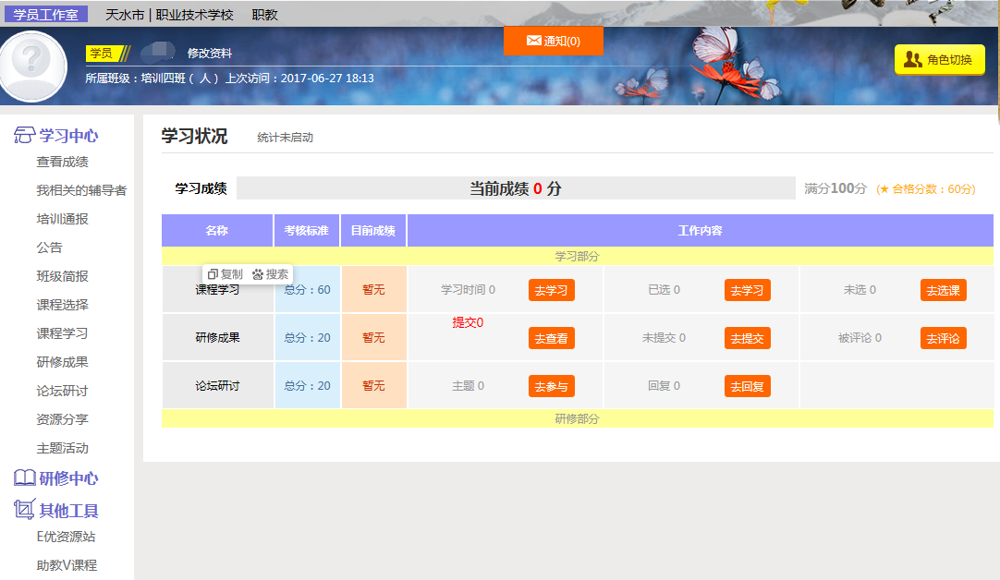 学员工作室 天水市 | 职业技术学校 职教
通知(0)
学员 修改资料
所属班级：培训四班（ 人 ）上次访问：2017-06-27 18:13
角色切换
学习中心
查看成绩
我相关的辅导者
培训通报
公告
班级简报
课程选择
课程学习
研修成果
论坛研讨
资源分享
主题活动
研修中心
其他工具
E优资源站
助教V课程
学习状况 统计未启动
学习成绩 当前成绩 0 分 满分100分 (★ 合格分数：60分)
名称 考核标准 目前成绩 工作内容
学习部分
复制 搜索
课程学习 总分：60 暂无 学习时间 0 去学习 已选 0 去学习 未选 0 去选课
研修成果 总分：20 暂无 提交0 去查看 未提交 0 去提交 被评论 0 去评论
论坛研讨 总分：20 暂无 主题 0 去参与 回复 0 去回复
研修部分